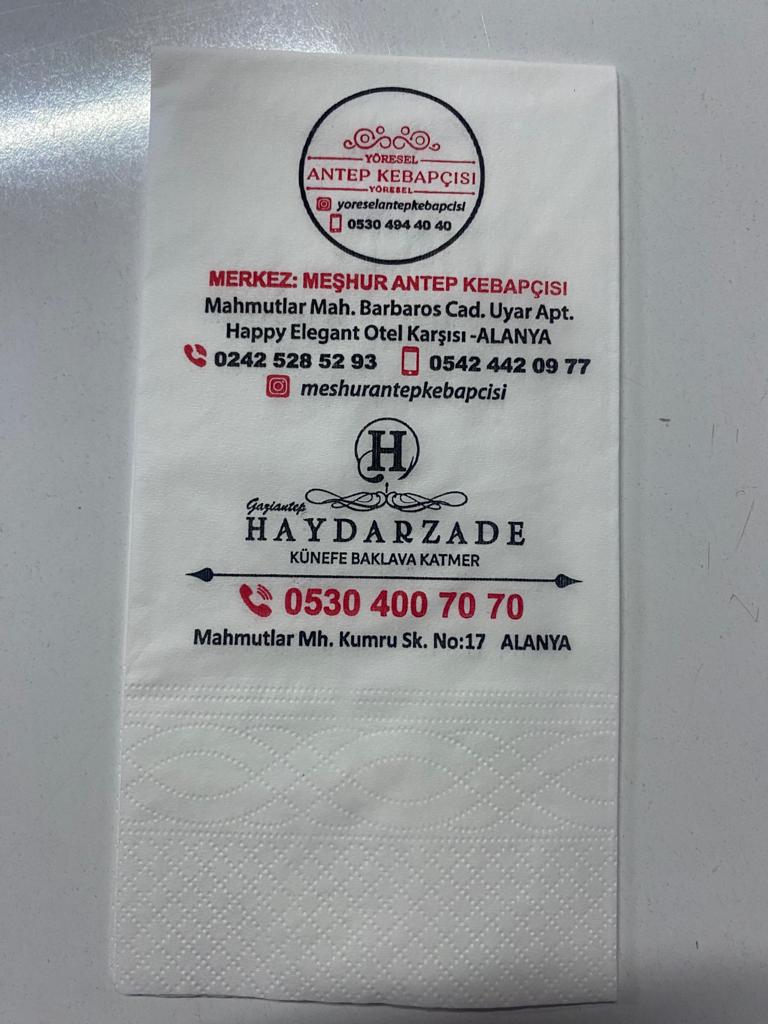 YÖRESEL
ANTEP KEBAPÇISI
YÖRESEL
yoreselantepkebapcisi
0530 494 40 40
MERKEZ: MEŞHUR ANTEP KEBAPÇISI
Mahmutlar Mah. Barbaros Cad. Uyar Apt.
Happy Elegant Otel Karşısı -ALANYA
0242 528 52 93 0542 442 09 77
meshurantepkebapcisi
H
Gaziantep
HAYDARZADE
KÜNEFE BAKLAVA KATMER
0530 400 70 70
Mahmutlar Mh. Kumru Sk. No:17 ALANYA